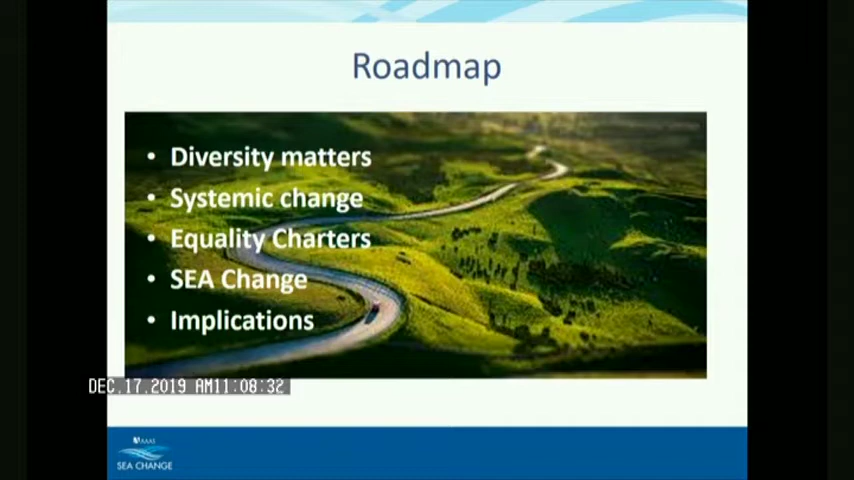 Roadmap
• Diversity matters
• Systemic change
• Equality Charters
• SEA Change
• Implications
DEC.17.2019 AM11:08:32
AAAS
SEA CHANGE